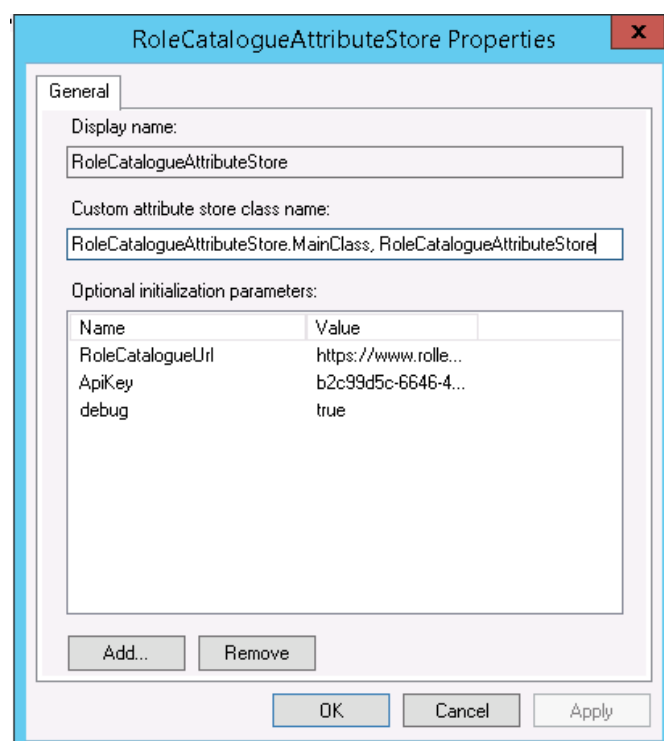 RoleCatalogueAttributeStore Properties
x
General
Display name:
RoleCatalogueAttributeStore
Custom attribute store class name:
RoleCatalogueAttributeStore.MainClass, RoleCatalogueAttributeStore
Optional initialization parameters:
Name Value
RoleCatalogueUrl https://www.rolle...
ApiKey b2c99d5c-6646-4...
debug true
Add... Remove
OK Cancel Apply